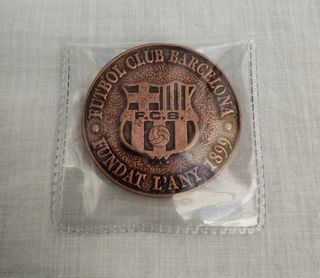 · FUTBOL CLUB BARCELONA ·
F.C.B.
FUNDAT L'ANY 1899